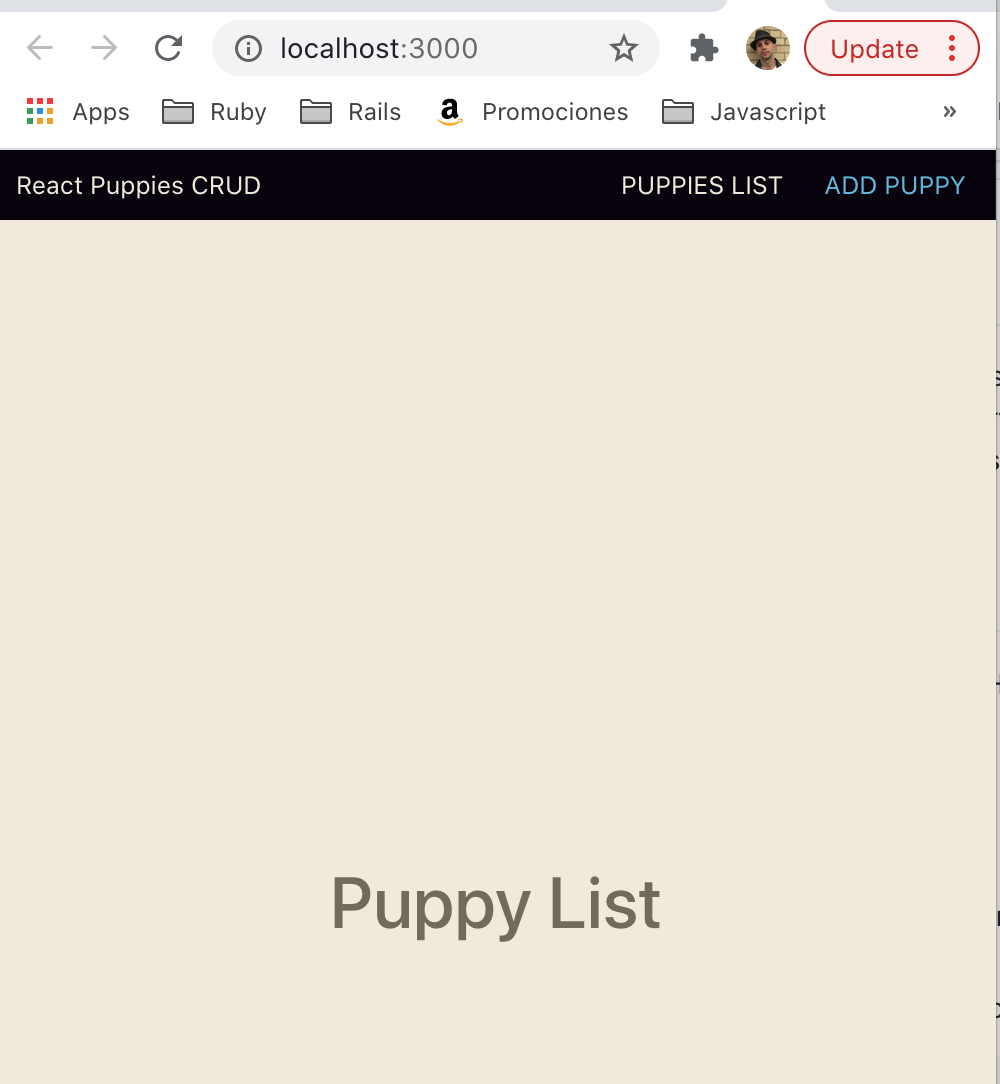 localhost:3000 Update
Apps Ruby Rails Promociones Javascript »
React Puppies CRUD PUPPIES LIST ADD PUPPY
Puppy List